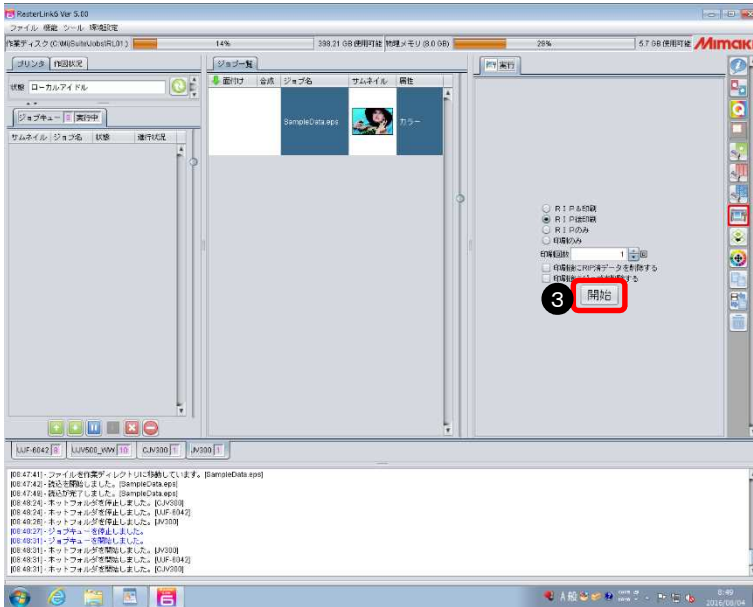 RasterLink6 Ver 5.00
ファイル 機能 ツール 環境設定
作業ディスク (C:\MijSuite\Jobs\RL01:)
14%
398.21 GB 使用可能
物理メモリ (8.0 GB)
28%
5.7 GB 使用可能
Mimaki
プリンタ 作図状況
状態 ローカルアイドル
ジョブキュー 0 実行中
サムネイル ジョブ名 状態 進行状況
ジョブ一覧
面付け 合成 ジョブ名 サムネイル 属性
SampleData.eps カラー
実行
RIP&印刷
RIP後印刷
RIPのみ
印刷のみ
印刷回数 1 回
印刷後にRIP済データを削除する
3 開始
UJF-6042 UJV500_WW 10 CJV300 1 JV300 1
[08:47:41]- ファイルを作業ディレクトリに移動しています。[SampleData.eps]
[08:47:42]- 読込を開始しました。[SampleData.eps]
[08:47:48]- 読込が完了しました。[SampleData.eps]
[08:48:24]- ホットフォルダを停止しました。[CJV300]
[08:48:24]- ホットフォルダを停止しました。[UJF-6042]
[08:48:26]- ホットフォルダを停止しました。[JV300]
[08:48:27]- ジョブキューを停止しました。
[08:48:31]- ジョブキューを開始しました。
[08:48:31]- ホットフォルダを開始しました。[JV300]
[08:48:31]- ホットフォルダを開始しました。[UJF-6042]
[08:48:31]- ホットフォルダを開始しました。[CJV300]
A 般
8:49
2016/08/04